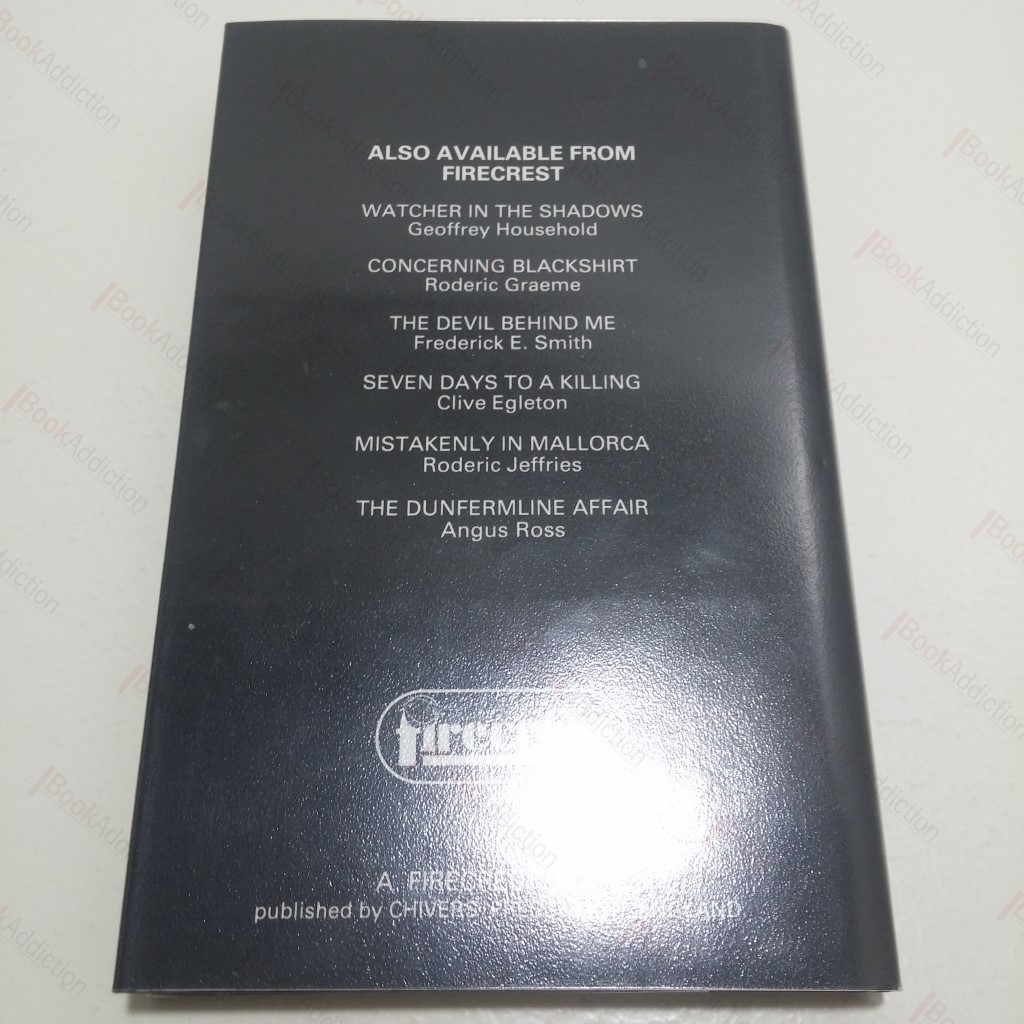 ALSO AVAILABLE FROM
FIRECREST
WATCHER IN THE SHADOWS
Geoffrey Household
CONCERNING BLACKSHIRT
Roderic Graeme
THE DEVIL BEHIND ME
Frederick E. Smith
SEVEN DAYS TO A KILLING
Clive Egleton
MISTAKENLY IN MALLORCA
Roderic Jeffries
THE DUNFERMLINE AFFAIR
Angus Ross
A
published by CHIVERS
BookAddiction